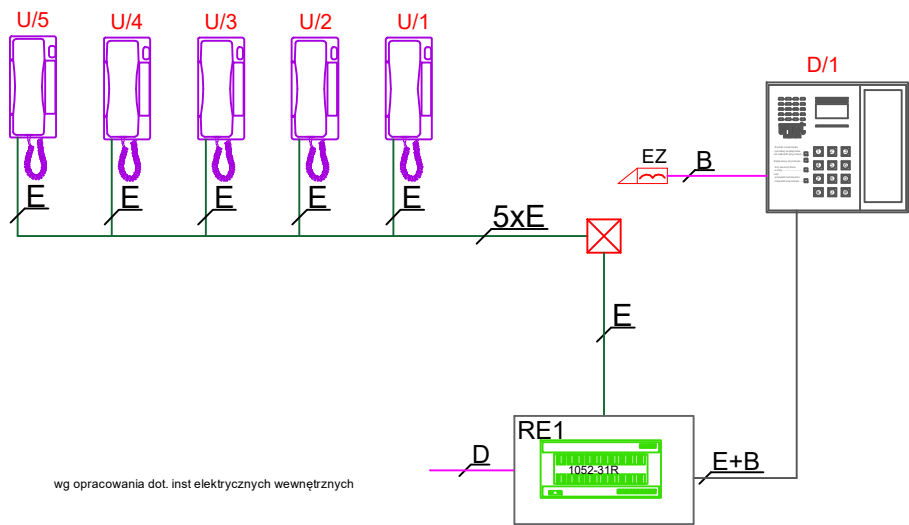 U/5 U/4 U/3 U/2 U/1
D/1
EZ B
E E E E E 5xE
E
RE1
1052-31R
D E+B
wg opracowania dot. inst elektrycznych wewnętrznych